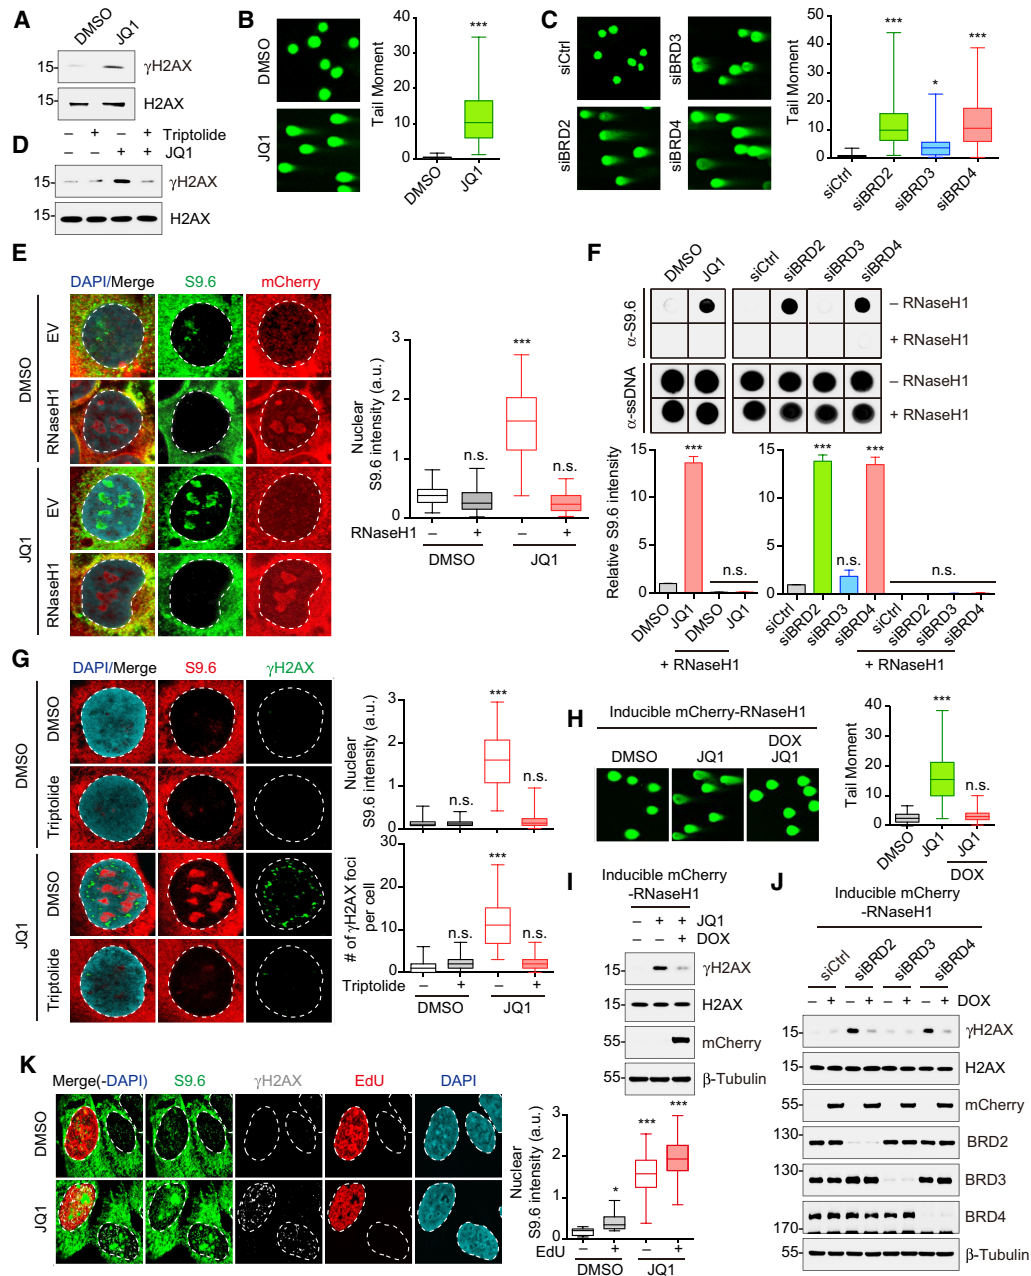 A
DMSO
JQ1
15-
γH2AX
15-
H2AX
D
– + – + Triptolide
– – + + JQ1
15-
γH2AX
15-
H2AX
B
DMSO
JQ1
Tail Moment
40
30
20
10
0
***
DMSO
JQ1
C
siCtrl
siBRD3
siBRD2
siBRD4
Tail Moment
50
40
30
20
10
0
***
*
***
siCtrl
siBRD2
siBRD3
siBRD4
E
DAPI/Merge
S9.6
mCherry
DMSO
EV
RNaseH1
JQ1
EV
RNaseH1
Nuclear
S9.6 intensity (a.u.)
3
2
1
0
n.s.
***
n.s.
RNaseH1 – + – +
DMSO
JQ1
F
DMSO
JQ1
siCtrl
siBRD2
siBRD3
siBRD4
α-S9.6
– RNaseH1
+ RNaseH1
α-ssDNA
– RNaseH1
+ RNaseH1
Relative S9.6 intensity
15
10
5
0
***
n.s.
DMSO
JQ1
DMSO
JQ1
+ RNaseH1
15
10
5
0
***
n.s.
***
n.s.
siCtrl
siBRD2
siBRD3
siBRD4
siCtrl
siBRD2
siBRD3
siBRD4
+ RNaseH1
G
DAPI/Merge
S9.6
γH2AX
DMSO
DMSO
Triptolide
JQ1
DMSO
Triptolide
Nuclear
S9.6 intensity (a.u.)
3
2
1
0
n.s.
***
n.s.
# of γH2AX foci
per cell
30
20
10
0
n.s.
***
n.s.
Triptolide – + – +
DMSO
JQ1
H
Inducible mCherry-RNaseH1
DMSO
JQ1
DOX
JQ1
Tail Moment
40
30
20
10
0
***
n.s.
DMSO
JQ1
JQ1
DOX
I
Inducible mCherry
-RNaseH1
– + + JQ1
– – + DOX
15-
γH2AX
15-
H2AX
55-
mCherry
55-
β-Tubulin
J
Inducible mCherry
-RNaseH1
siCtrl
siBRD2
siBRD3
siBRD4
– + – + – + – + DOX
15-
γH2AX
15-
H2AX
55-
mCherry
130-
BRD2
130-
BRD3
170-
BRD4
55-
β-Tubulin
K
Merge(-DAPI)
S9.6
γH2AX
EdU
DAPI
DMSO
JQ1
Nuclear
S9.6 intensity (a.u.)
3
2
1
0
*
***
***
EdU – + – +
DMSO
JQ1